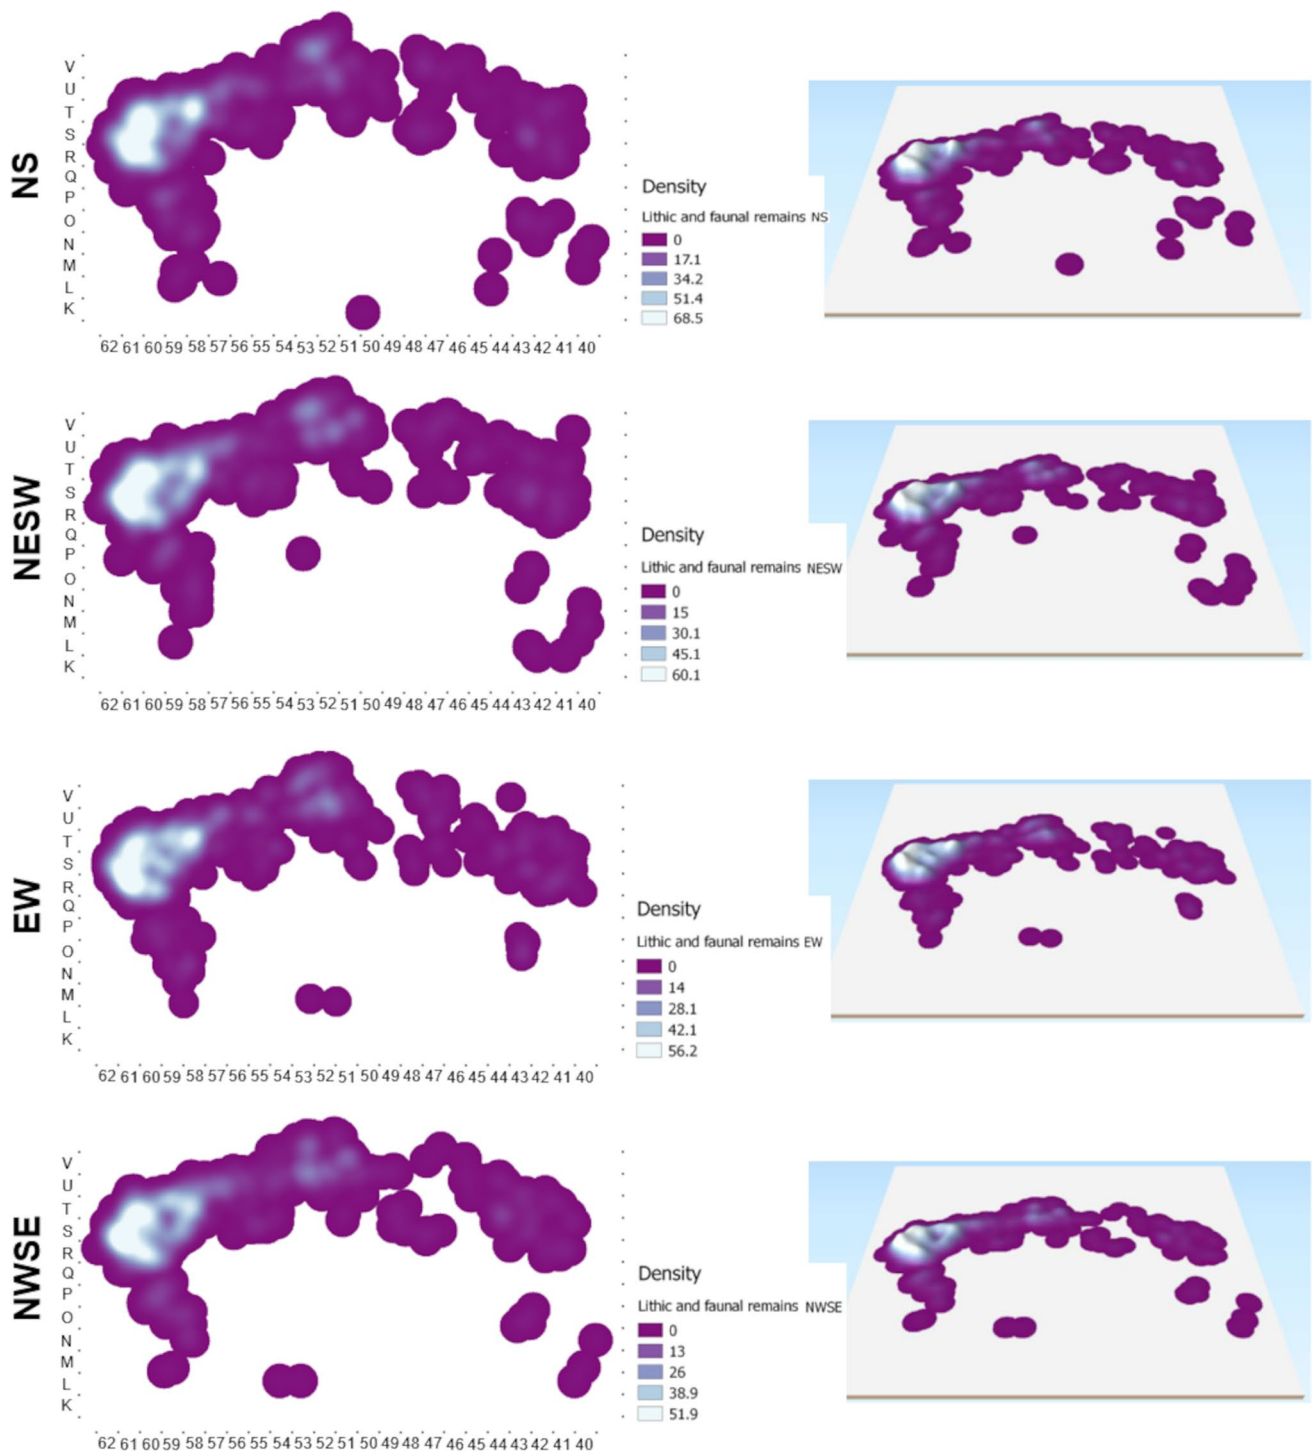 NS
V
U
T
S
R
Q
P
O
N
M
L
K
62 61 60 59 58 57 56 55 54 53 52 51 50 49 48 47 46 45 44 43 42 41 40
Density
Lithic and faunal remains NS
0
17.1
34.2
51.4
68.5
NESW
V
U
T
S
R
Q
P
O
N
M
L
K
62 61 60 59 58 57 56 55 54 53 52 51 50 49 48 47 46 45 44 43 42 41 40
Density
Lithic and faunal remains NESW
0
15
30.1
45.1
60.1
EW
V
U
T
S
R
Q
P
O
N
M
L
K
62 61 60 59 58 57 56 55 54 53 52 51 50 49 48 47 46 45 44 43 42 41 40
Density
Lithic and faunal remains EW
0
14
28.1
42.1
56.2
NWSE
V
U
T
S
R
Q
P
O
N
M
L
K
62 61 60 59 58 57 56 55 54 53 52 51 50 49 48 47 46 45 44 43 42 41 40
Density
Lithic and faunal remains NWSE
0
13
26
38.9
51.9